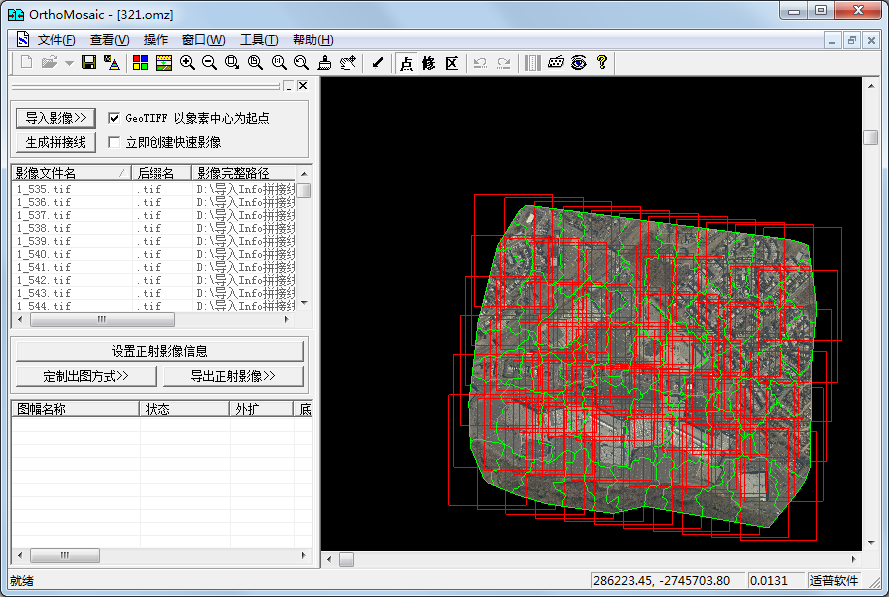 OrthoMosaic - [321.omz]
文件(F) 查看(V) 操作 窗口(W) 工具(T) 帮助(H)
点 修 区
导入影像>> GeoTIFF 以象素中心为起点
生成拼接线 立即创建快速影像
影像文件名 后缀名 影像完整路径
1_535.tif .tif D:\导入Info拼接线
1_536.tif .tif D:\导入Info拼接线
1_537.tif .tif D:\导入Info拼接线
1_538.tif .tif D:\导入Info拼接线
1_539.tif .tif D:\导入Info拼接线
1_540.tif .tif D:\导入Info拼接线
1_541.tif .tif D:\导入Info拼接线
1_542.tif .tif D:\导入Info拼接线
1_543.tif .tif D:\导入Info拼接线
1_544.tif .tif D:\导入Info拼接线
设置正射影像信息
定制出图方式>> 导出正射影像>>
图幅名称 状态 外扩 底
就绪 286223.45, -2745703.80 0.0131 适普软件